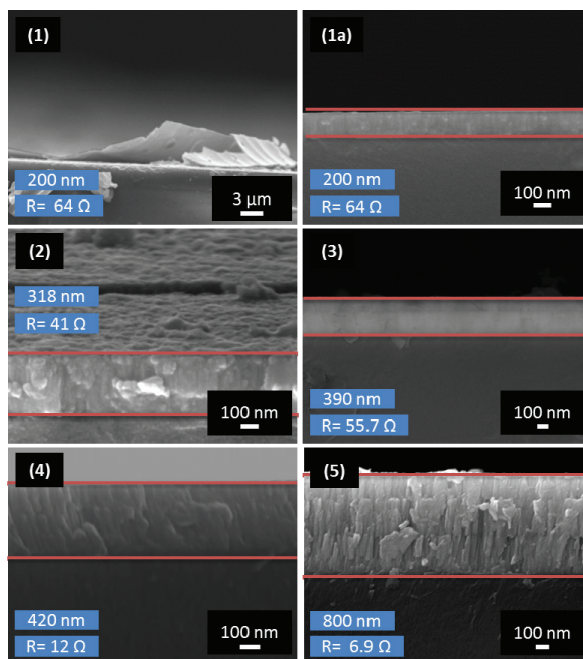 (1)
200 nm
R= 64 Ω
3 µm
(1a)
200 nm
R= 64 Ω
100 nm
(2)
318 nm
R= 41 Ω
100 nm
(3)
390 nm
R= 55.7 Ω
100 nm
(4)
420 nm
R= 12 Ω
100 nm
(5)
800 nm
R= 6.9 Ω
100 nm